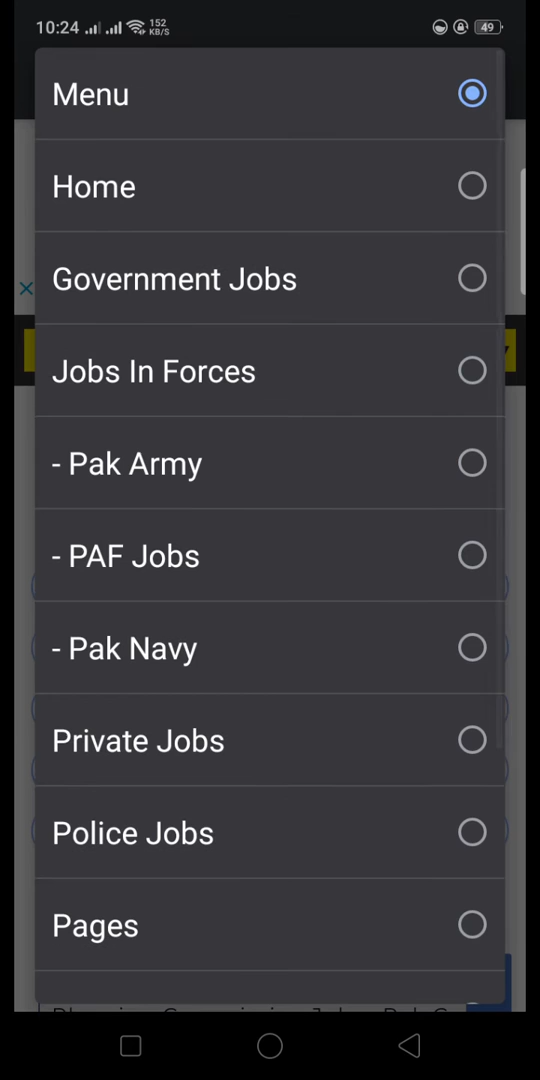 10:24 152 KB/S 49
Menu
Home
Government Jobs
Jobs In Forces
- Pak Army
- PAF Jobs
- Pak Navy
Private Jobs
Police Jobs
Pages